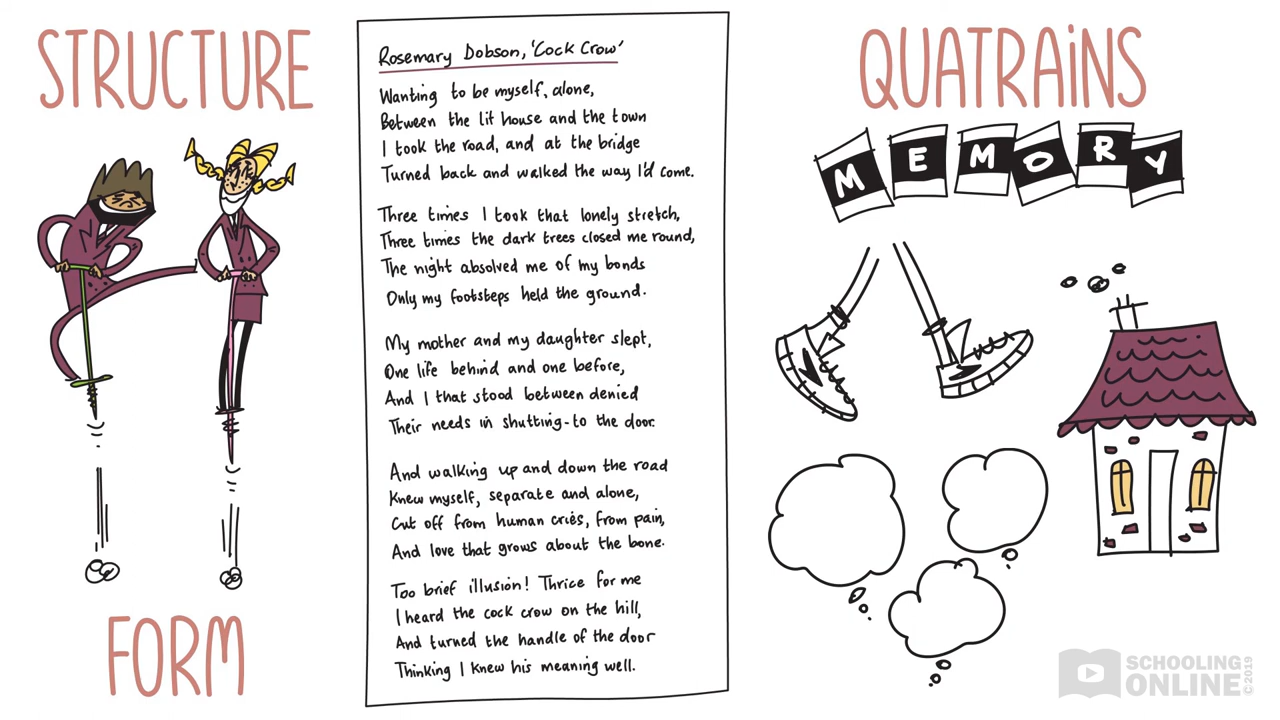 STRUCTURE
FORM
Rosemary Dobson, 'Cock Crow'
Wanting to be myself, alone,
Between the lit house and the town
I took the road, and at the bridge
Turned back and walked the way I'd come.
Three times I took that lonely stretch,
Three times the dark trees closed me round,
The night absolved me of my bonds
Only my footsteps held the ground.
My mother and my daughter slept,
One life behind and one before,
And I that stood between denied
Their needs in shutting-to the door.
And walking up and down the road
Knew myself, separate and alone,
Cut off from human cries, from pain,
And love that grows about the bone.
Too brief illusion! Thrice for me
I heard the cock crow on the hill,
And turned the handle of the door
Thinking I knew his meaning well.
QUATRAiNS
MEMORY
SCHOOLING
ONLINE
© 2019